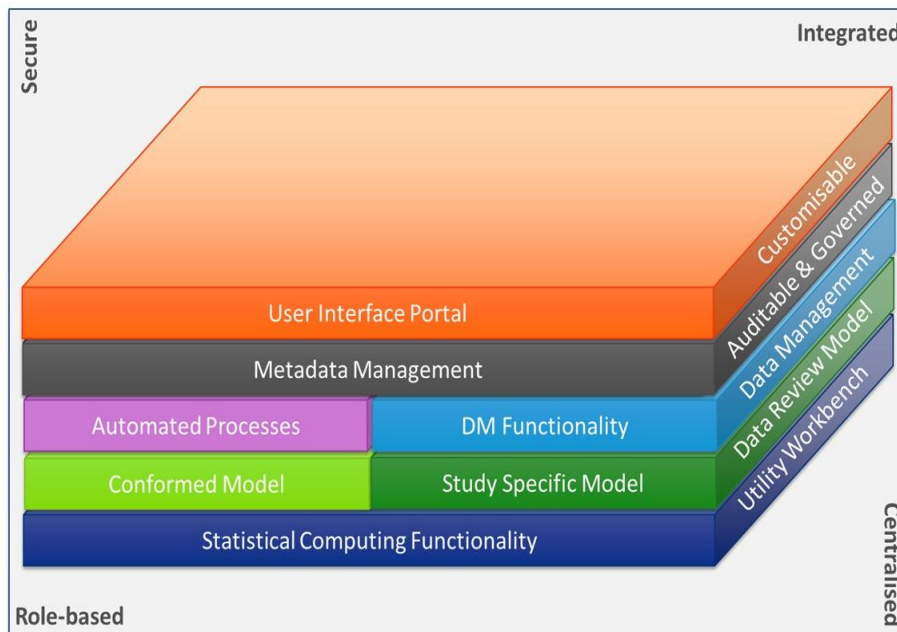 Secure
Integrated
Customisable
User Interface Portal
Auditable & Governed
Metadada Management
Data Management
Automated Processes
DM Functionality
Data Review Model
Conformed Model
Study Specific Model
Utility Workbench
Statistical Computing Functionality
Centralised
Role-based